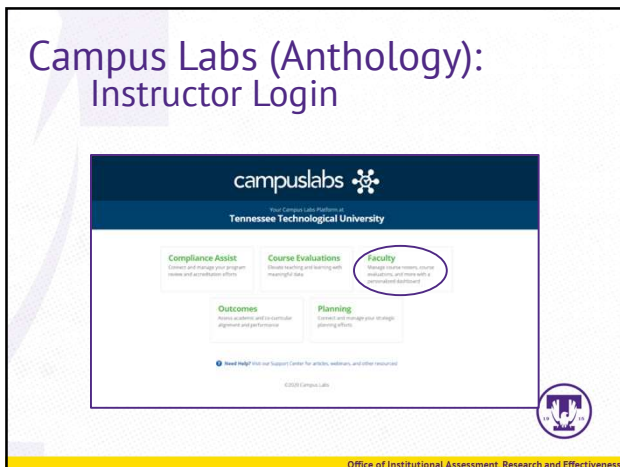 Campus Labs (Anthology):
Instructor Login
campuslabs
Your Campus Labs Platform at
Tennessee Technological University
Compliance Assist
Connect and manage your program
review and accreditation efforts
Course Evaluations
Elevate teaching and learning with
meaningful data
Faculty
Manage course rosters, course
evaluations, and more with a
personalized dashboard
Outcomes
Assess academic and co-curricular
alignment and performance
Planning
Connect and manage your strategic
planning efforts
Need Help? Visit our Support Center for articles, webinars, and other resources!
©2020 Campus Labs
T
Office of Institutional Assessment, Research and Effectiveness